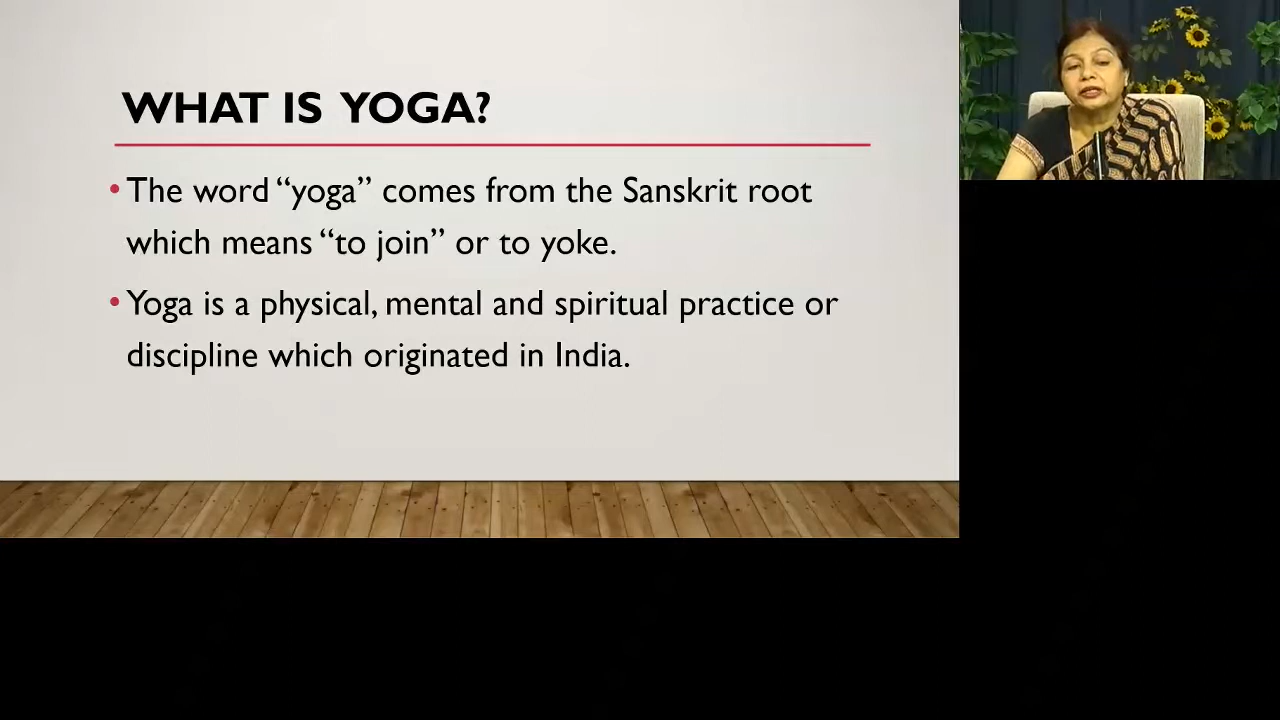 WHAT IS YOGA?
• The word “yoga” comes from the Sanskrit root
which means “to join” or to yoke.
• Yoga is a physical, mental and spiritual practice or
discipline which originated in India.